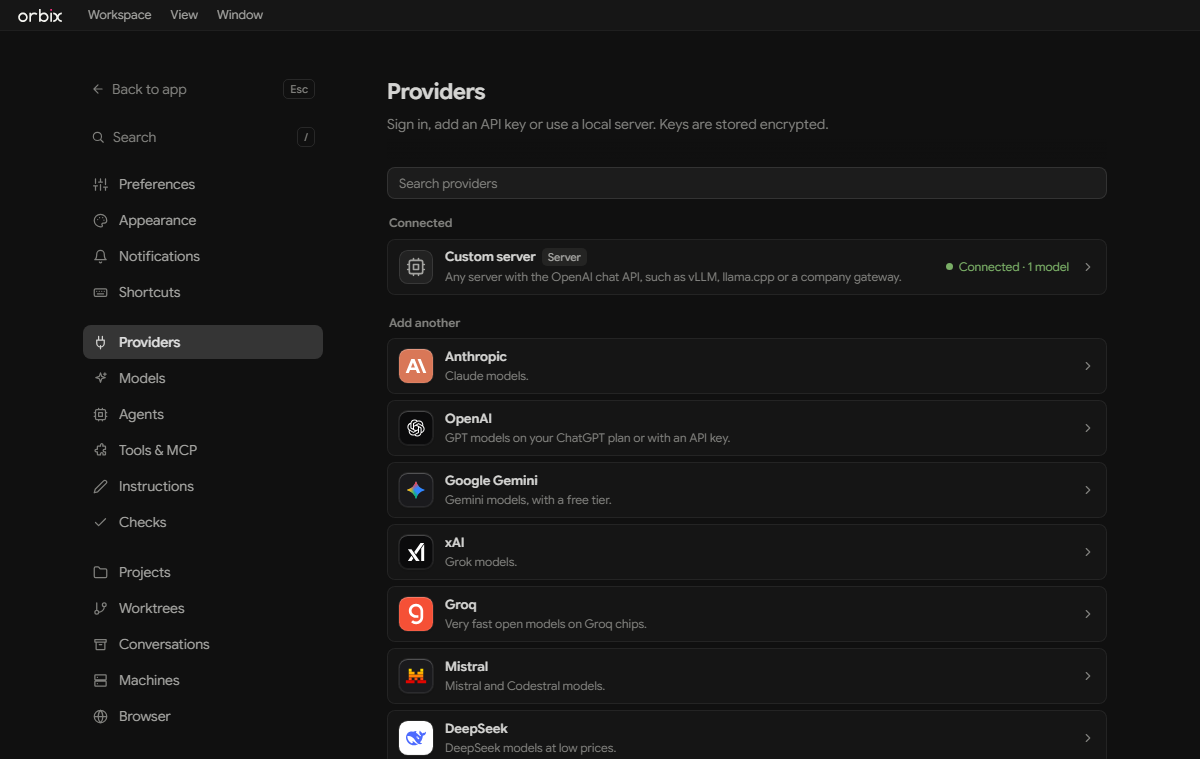 orbix Workspace View Window
Back to app Esc
Search /
Preferences
Appearance
Notifications
Shortcuts
Providers
Models
Agents
Tools & MCP
Instructions
Checks
Projects
Worktrees
Conversations
Machines
Browser
Providers
Sign in, add an API key or use a local server. Keys are stored encrypted.
Search providers
Connected
Custom server Server
Any server with the OpenAI chat API, such as vLLM, llama.cpp or a company gateway.
Connected · 1 model
Add another
Anthropic
Claude models.
OpenAI
GPT models on your ChatGPT plan or with an API key.
Google Gemini
Gemini models, with a free tier.
xAI
Grok models.
Groq
Very fast open models on Groq chips.
Mistral
Mistral and Codestral models.
DeepSeek
DeepSeek models at low prices.